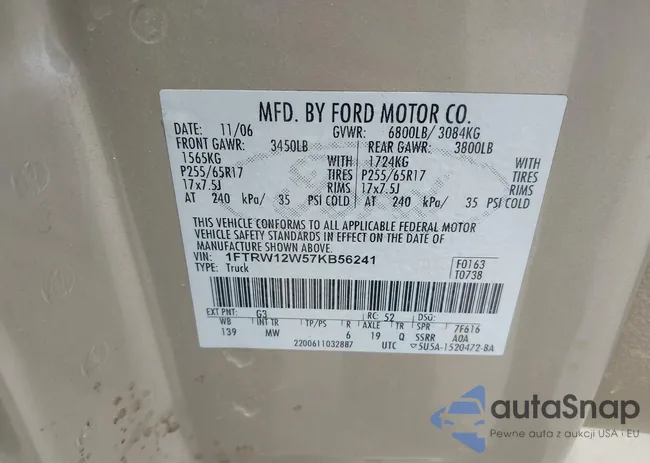 MFD. BY FORD MOTOR CO.
DATE: 11/06 GVWR: 6800LB/ 3084KG
FRONT GAWR: 3450LB REAR GAWR: 3800LB
1565KG WITH 1724KG WITH
P255/65R17 TIRES P255/65R17 TIRES
17x7.5J RIMS 17x7.5J RIMS
AT 240 kPa/ 35 PSI COLD AT 240 kPa/ 35 PSI COLD
THIS VEHICLE CONFORMS TO ALL APPLICABLE FEDERAL MOTOR
VEHICLE SAFETY STANDARDS IN EFFECT ON THE DATE OF
MANUFACTURE SHOWN ABOVE.
VIN: 1FTRW12W57KB56241 F0163
TYPE: Truck T0738
EXT PNT: G3 RC: 52 DSO:
WB INT TR TP/PS R AXLE TR SPR 7F616
139 MW 6 19 Q SSRR AOA
2200611032887 UTC 5U5A-1520472-BA
autaSnap
Pewne auta z aukcji USA i EU